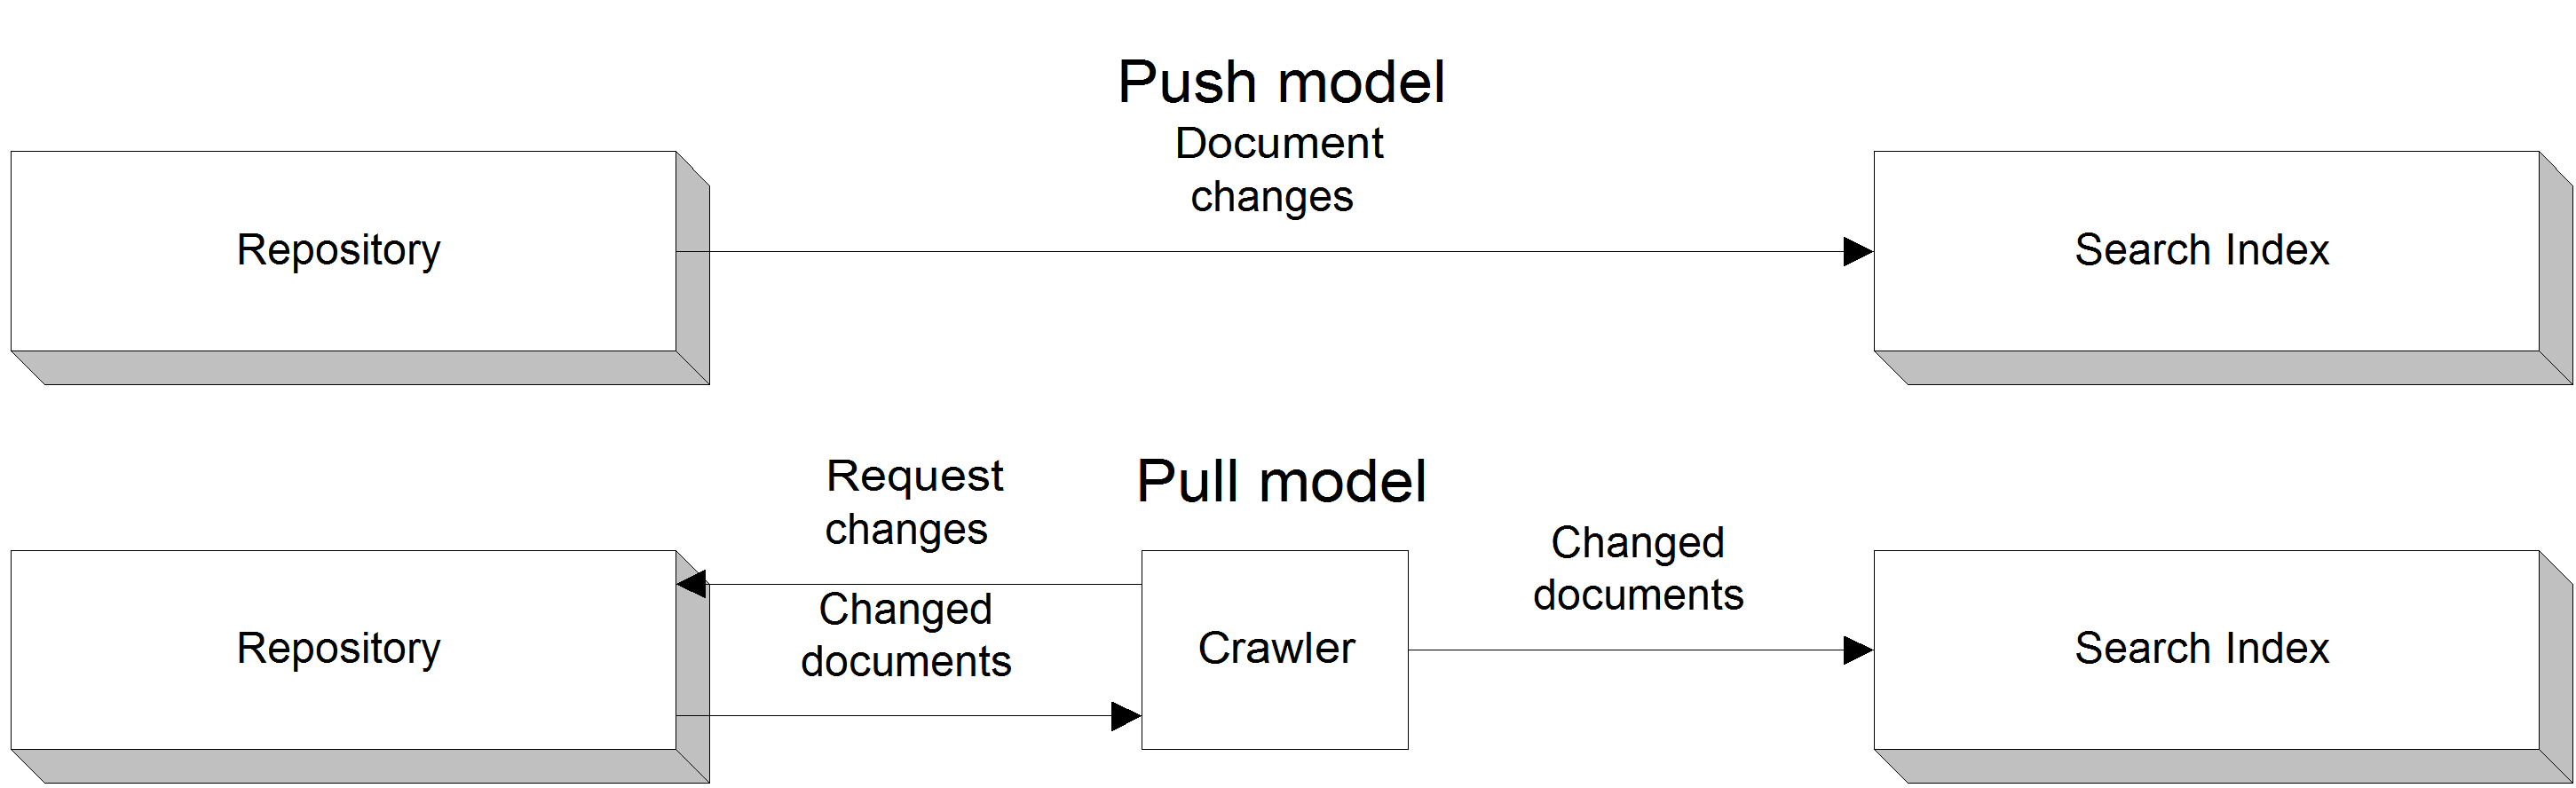 Push model
Document
changes
Repository
Search Index
Pull model
Request
changes
Changed
documents
Changed
documents
Repository
Crawler
Search Index